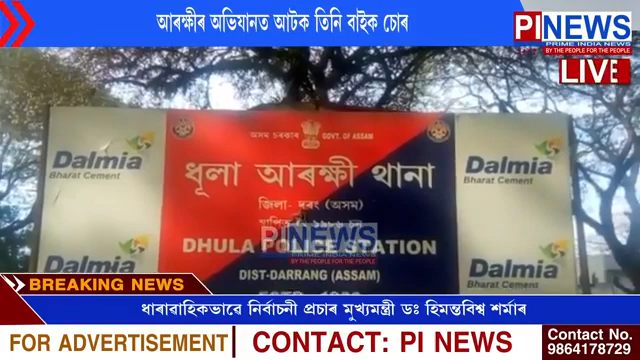 আৰক্ষীৰ অভিযানত আটক তিনি বাইক চোৰ
PI NEWS
PRIME INDIA NEWS
BY THE PEOPLE FOR THE PEOPLE
LIVE
অসম চৰকাৰ GOVT. OF ASSAM
Dalmia
Bharat Cement
ধূলা আৰক্ষী থানা
Dalmia
Bharat Cement
জিলা- দৰং (অসম)
PI NEWS
DHULA POLICE STATION
DIST-DARRANG (ASSAM)
Dalmia
Dalmia
BREAKING NEWS
ধাৰাৱাহিকভাৱে নিৰ্বাচনী প্ৰচাৰ মুখ্যমন্ত্ৰী ডঃ হিমন্তবিশ্ব শৰ্মাৰ
FOR ADVERTISEMENT
CONTACT: PI NEWS
Contact No.
9864178729